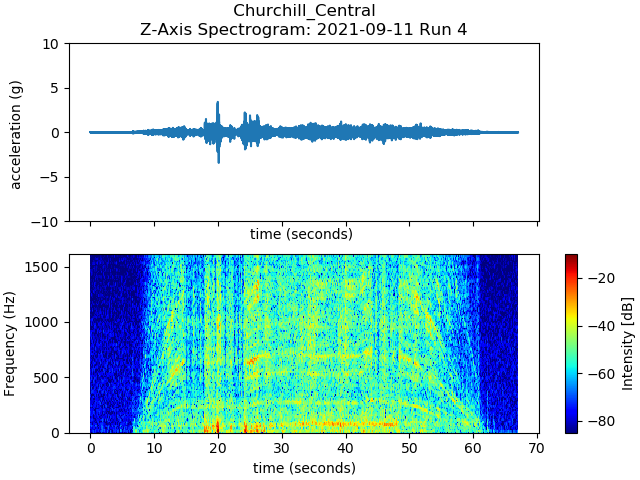 Churchill_Central
Z-Axis Spectrogram: 2021-09-11 Run 4
10
5
0
−5
−10
acceleration (g)
time (seconds)
1500
1000
500
0
Frequency (Hz)
0 10 20 30 40 50 60 70
time (seconds)
−20
−40
−60
−80
Intensity [dB]